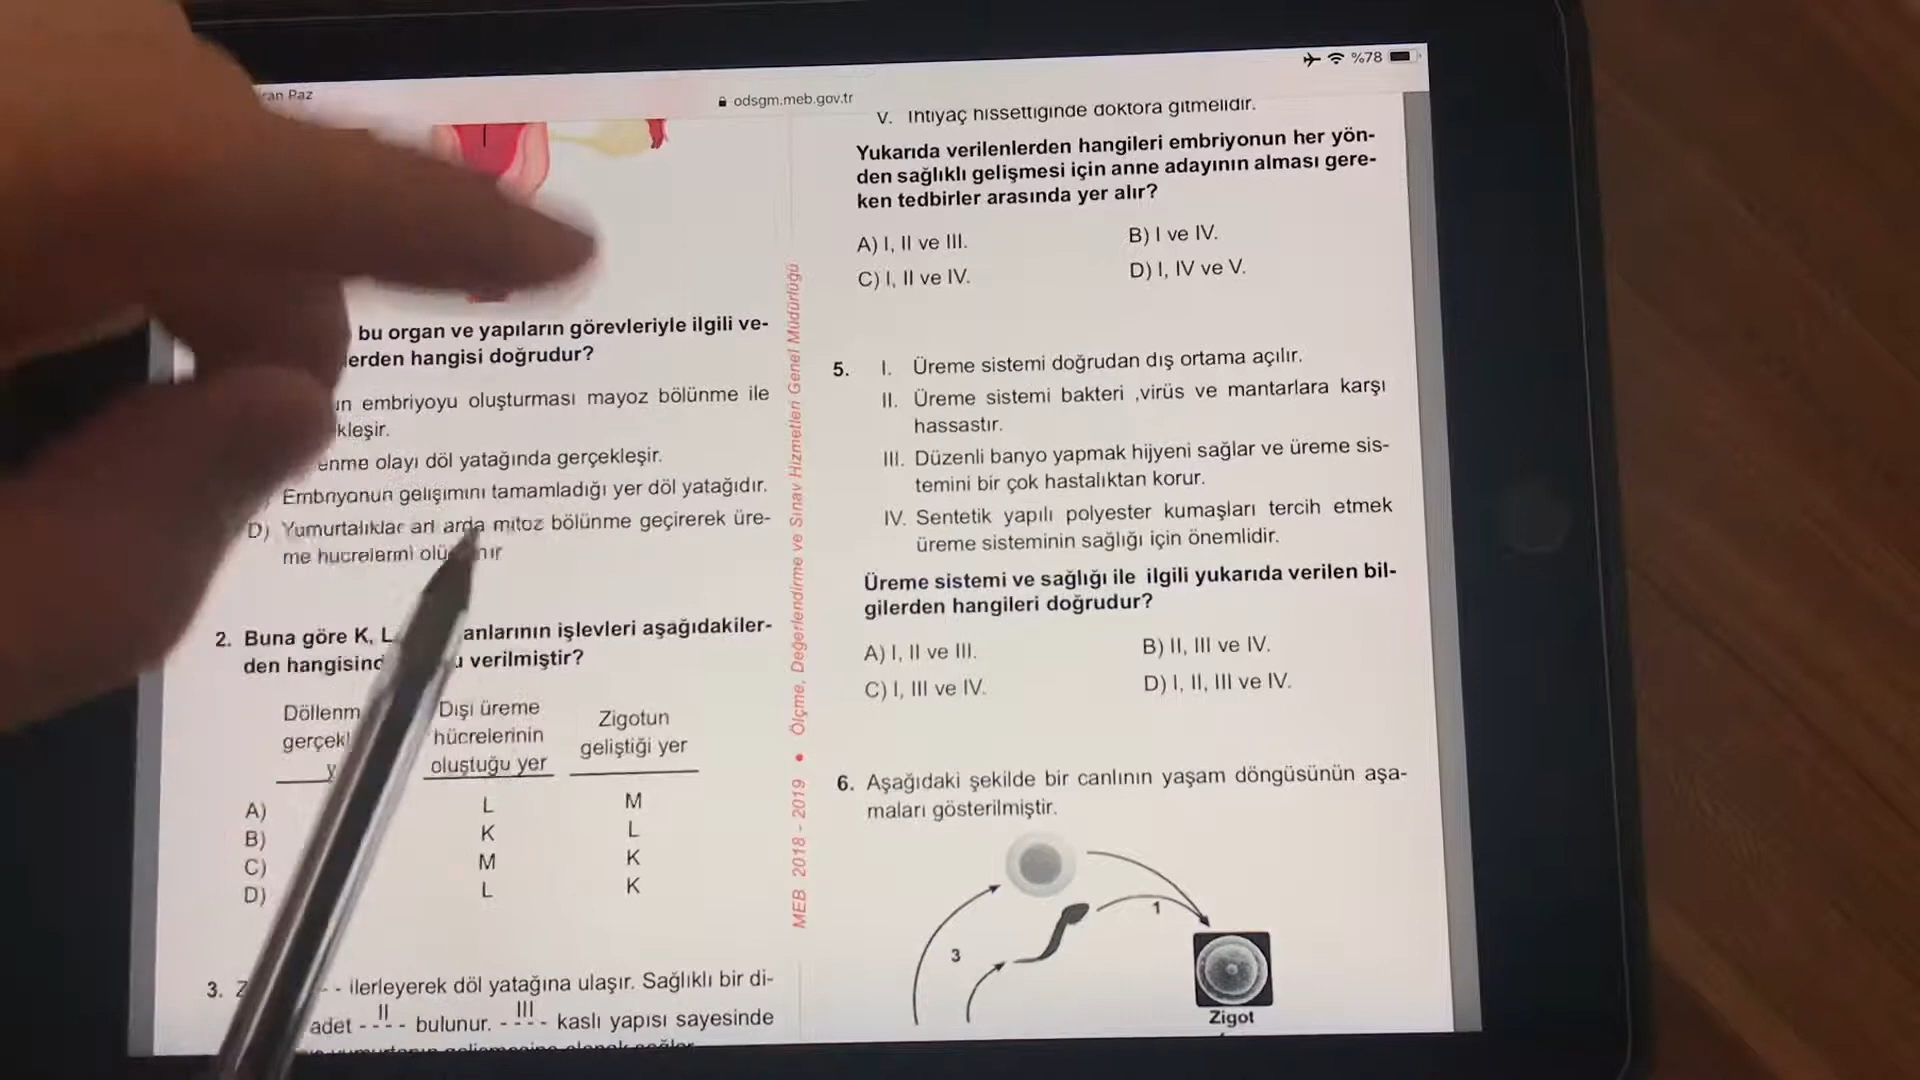 %78
odsgm.meb.gov.tr
Paz
bu organ ve yapıların görevleriyle ilgili ve-
hangisi doğrudur?
embriyoyu oluşturması mayoz bölünme ile
olayı döl yatağında gerçekleşir.
Embriyonun gelişimini tamamladığı yer döl yatağıdır.
D) Yumurtalıklar art arda mitoz bölünme geçirerek üre-
me hücrelerini
2. Buna göre K, L
işlevleri aşağıdakiler-
den
verilmiştir?
Dişi üreme
hücrelerinin
oluştuğu yer
Zigotun
geliştiği yer
A) L M
B) K L
C) M K
D) L K
3.
- - ilerleyerek döl yatağına ulaşır. Sağlıklı bir di-
II III
adet - - - - bulunur. - - - - kaslı yapısı sayesinde
MEB 2018 - 2019 • Ölçme, Değerlendirme ve Sınav Hizmetleri Genel Müdürlüğü
V. İhtiyaç hissettiğinde doktora gitmelidir.
Yukarıda verilenlerden hangileri embriyonun her yön-
den sağlıklı gelişmesi için anne adayının alması gere-
ken tedbirler arasında yer alır?
A) I, II ve III. B) I ve IV.
C) I, II ve IV. D) I, IV ve V.
5. I. Üreme sistemi doğrudan dış ortama açılır.
II. Üreme sistemi bakteri ,virüs ve mantarlara karşı
hassastır.
III. Düzenli banyo yapmak hijyeni sağlar ve üreme sis-
temini bir çok hastalıktan korur.
IV. Sentetik yapılı polyester kumaşları tercih etmek
üreme sisteminin sağlığı için önemlidir.
Üreme sistemi ve sağlığı ile ilgili yukarıda verilen bil-
gilerden hangileri doğrudur?
A) I, II ve III. B) II, III ve IV.
C) I, III ve IV. D) I, II, III ve IV.
6. Aşağıdaki şekilde bir canlının yaşam döngüsünün aşa-
maları gösterilmiştir.
1
3
Zigot